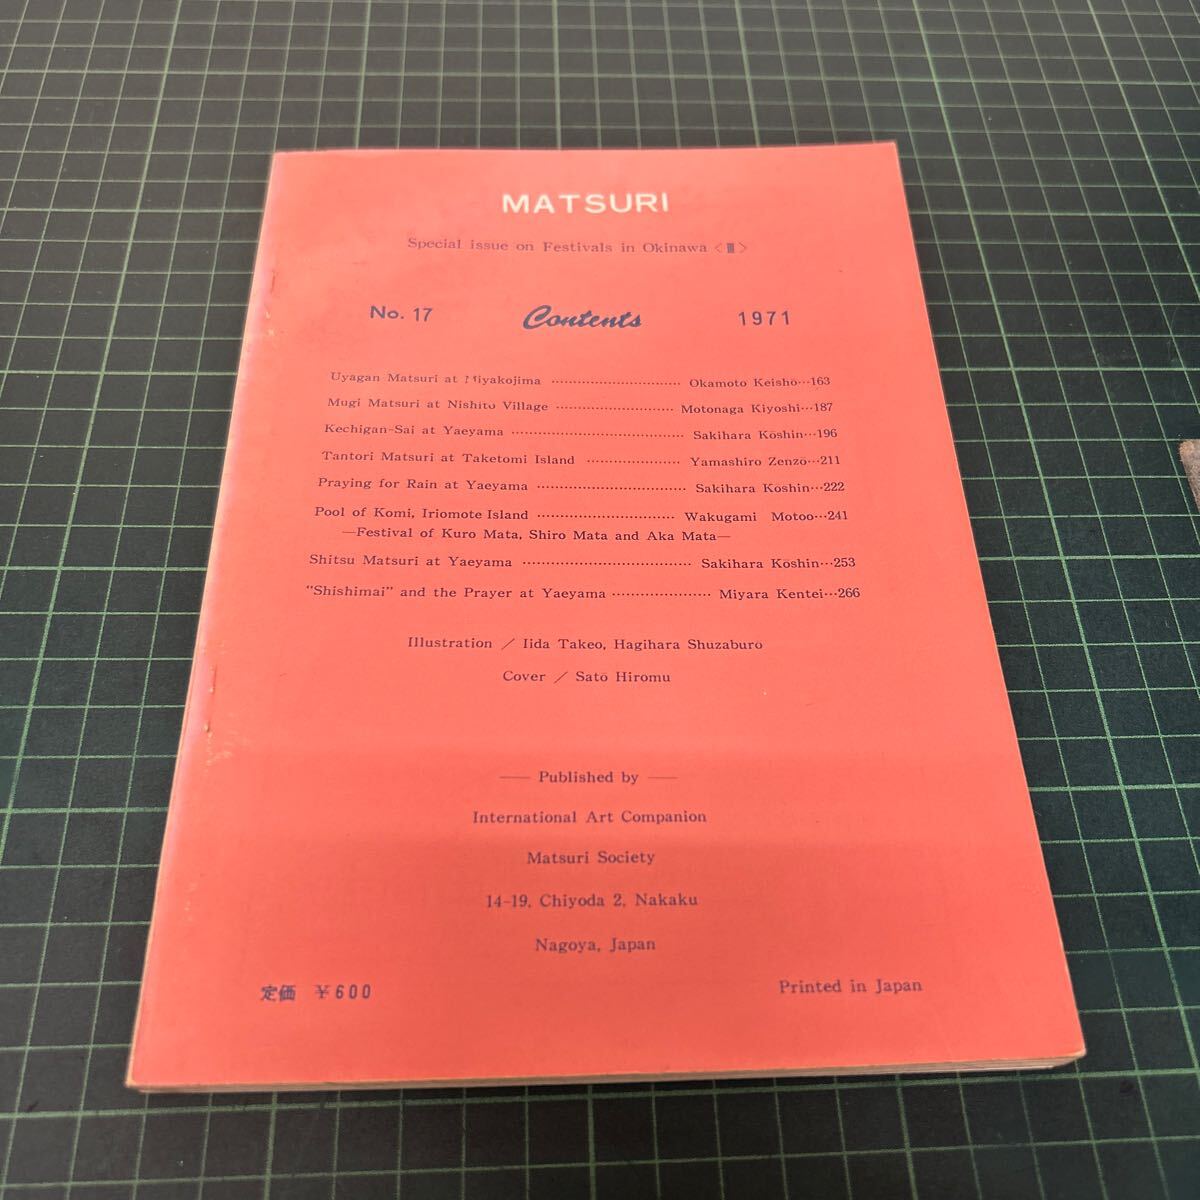 MATSURI
Special issue on Festivals in Okinawa〈Ⅲ〉
No. 17 Contents 1971
Uyagan Matsuri at Miyakojima ………………………… Okamoto Keishō…163
Mugi Matsuri at Nishito Village ……………………… Motonaga Kiyoshi…187
Kechigan-Sai at Yaeyama ………………………………… Sakihara Kōshin…196
Tantori Matsuri at Taketomi Island ………………… Yamashiro Zenzō…211
Praying for Rain at Yaeyama …………………………… Sakihara Koshin…222
Pool of Komi, Iriomote Island ………………………… Wakugami Motoo…241
—Festival of Kuro Mata, Shiro Mata and Aka Mata—
Shitsu Matsuri at Yaeyama ……………………………… Sakihara Kōshin…253
"Shishimai" and the Prayer at Yaeyama ………………… Miyara Kentei…266
Illustration ／ Iida Takeo, Hagihara Shuzaburo
Cover ／ Satō Hiromu
—— Published by ——
International Art Companion
Matsuri Society
14-19, Chiyoda 2, Nakaku
Nagoya, Japan
定価 ￥600
Printed in Japan